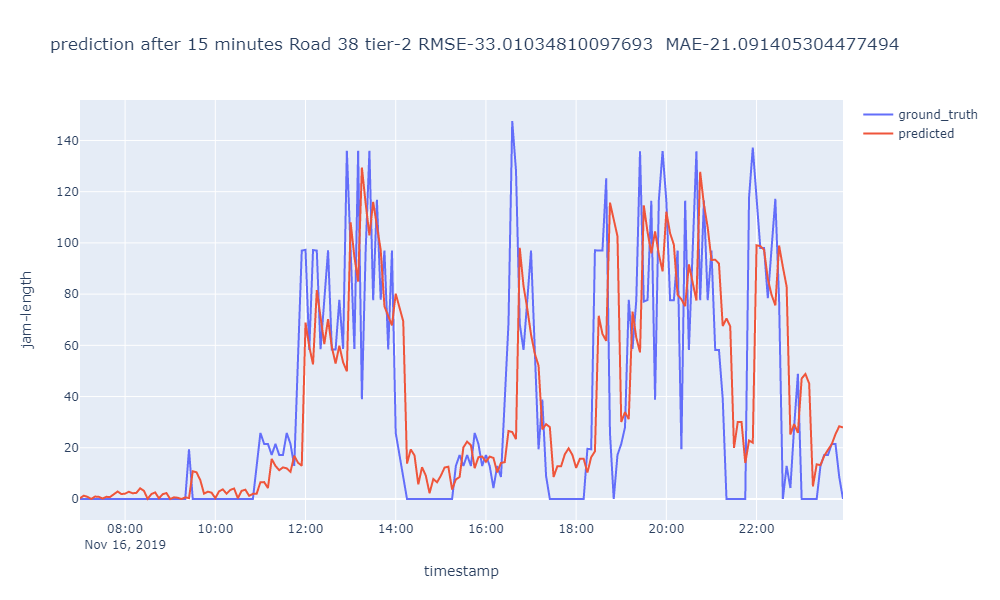 prediction after 15 minutes Road 38 tier-2 RMSE-33.01034810097693  MAE-21.091405304477494
ground_truth
predicted
140
120
100
80
60
40
20
0
jam-length
08:00 10:00 12:00 14:00 16:00 18:00 20:00 22:00
Nov 16, 2019
timestamp